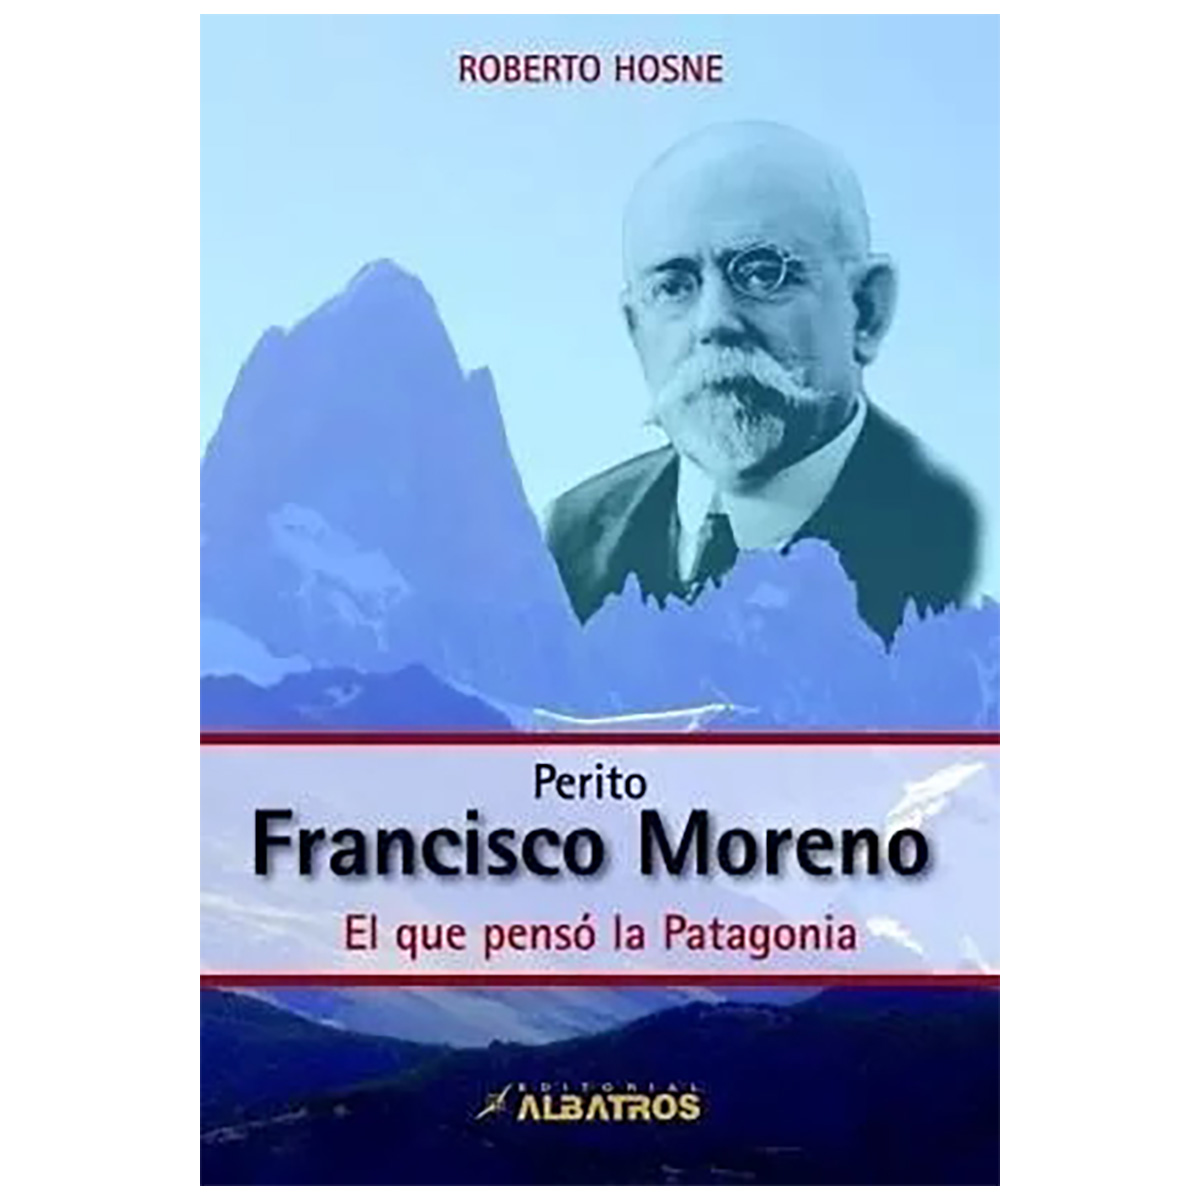 ROBERTO HOSNE
Perito
Francisco Moreno
El que pensó la Patagonia
EDITORIAL
ALBATROS